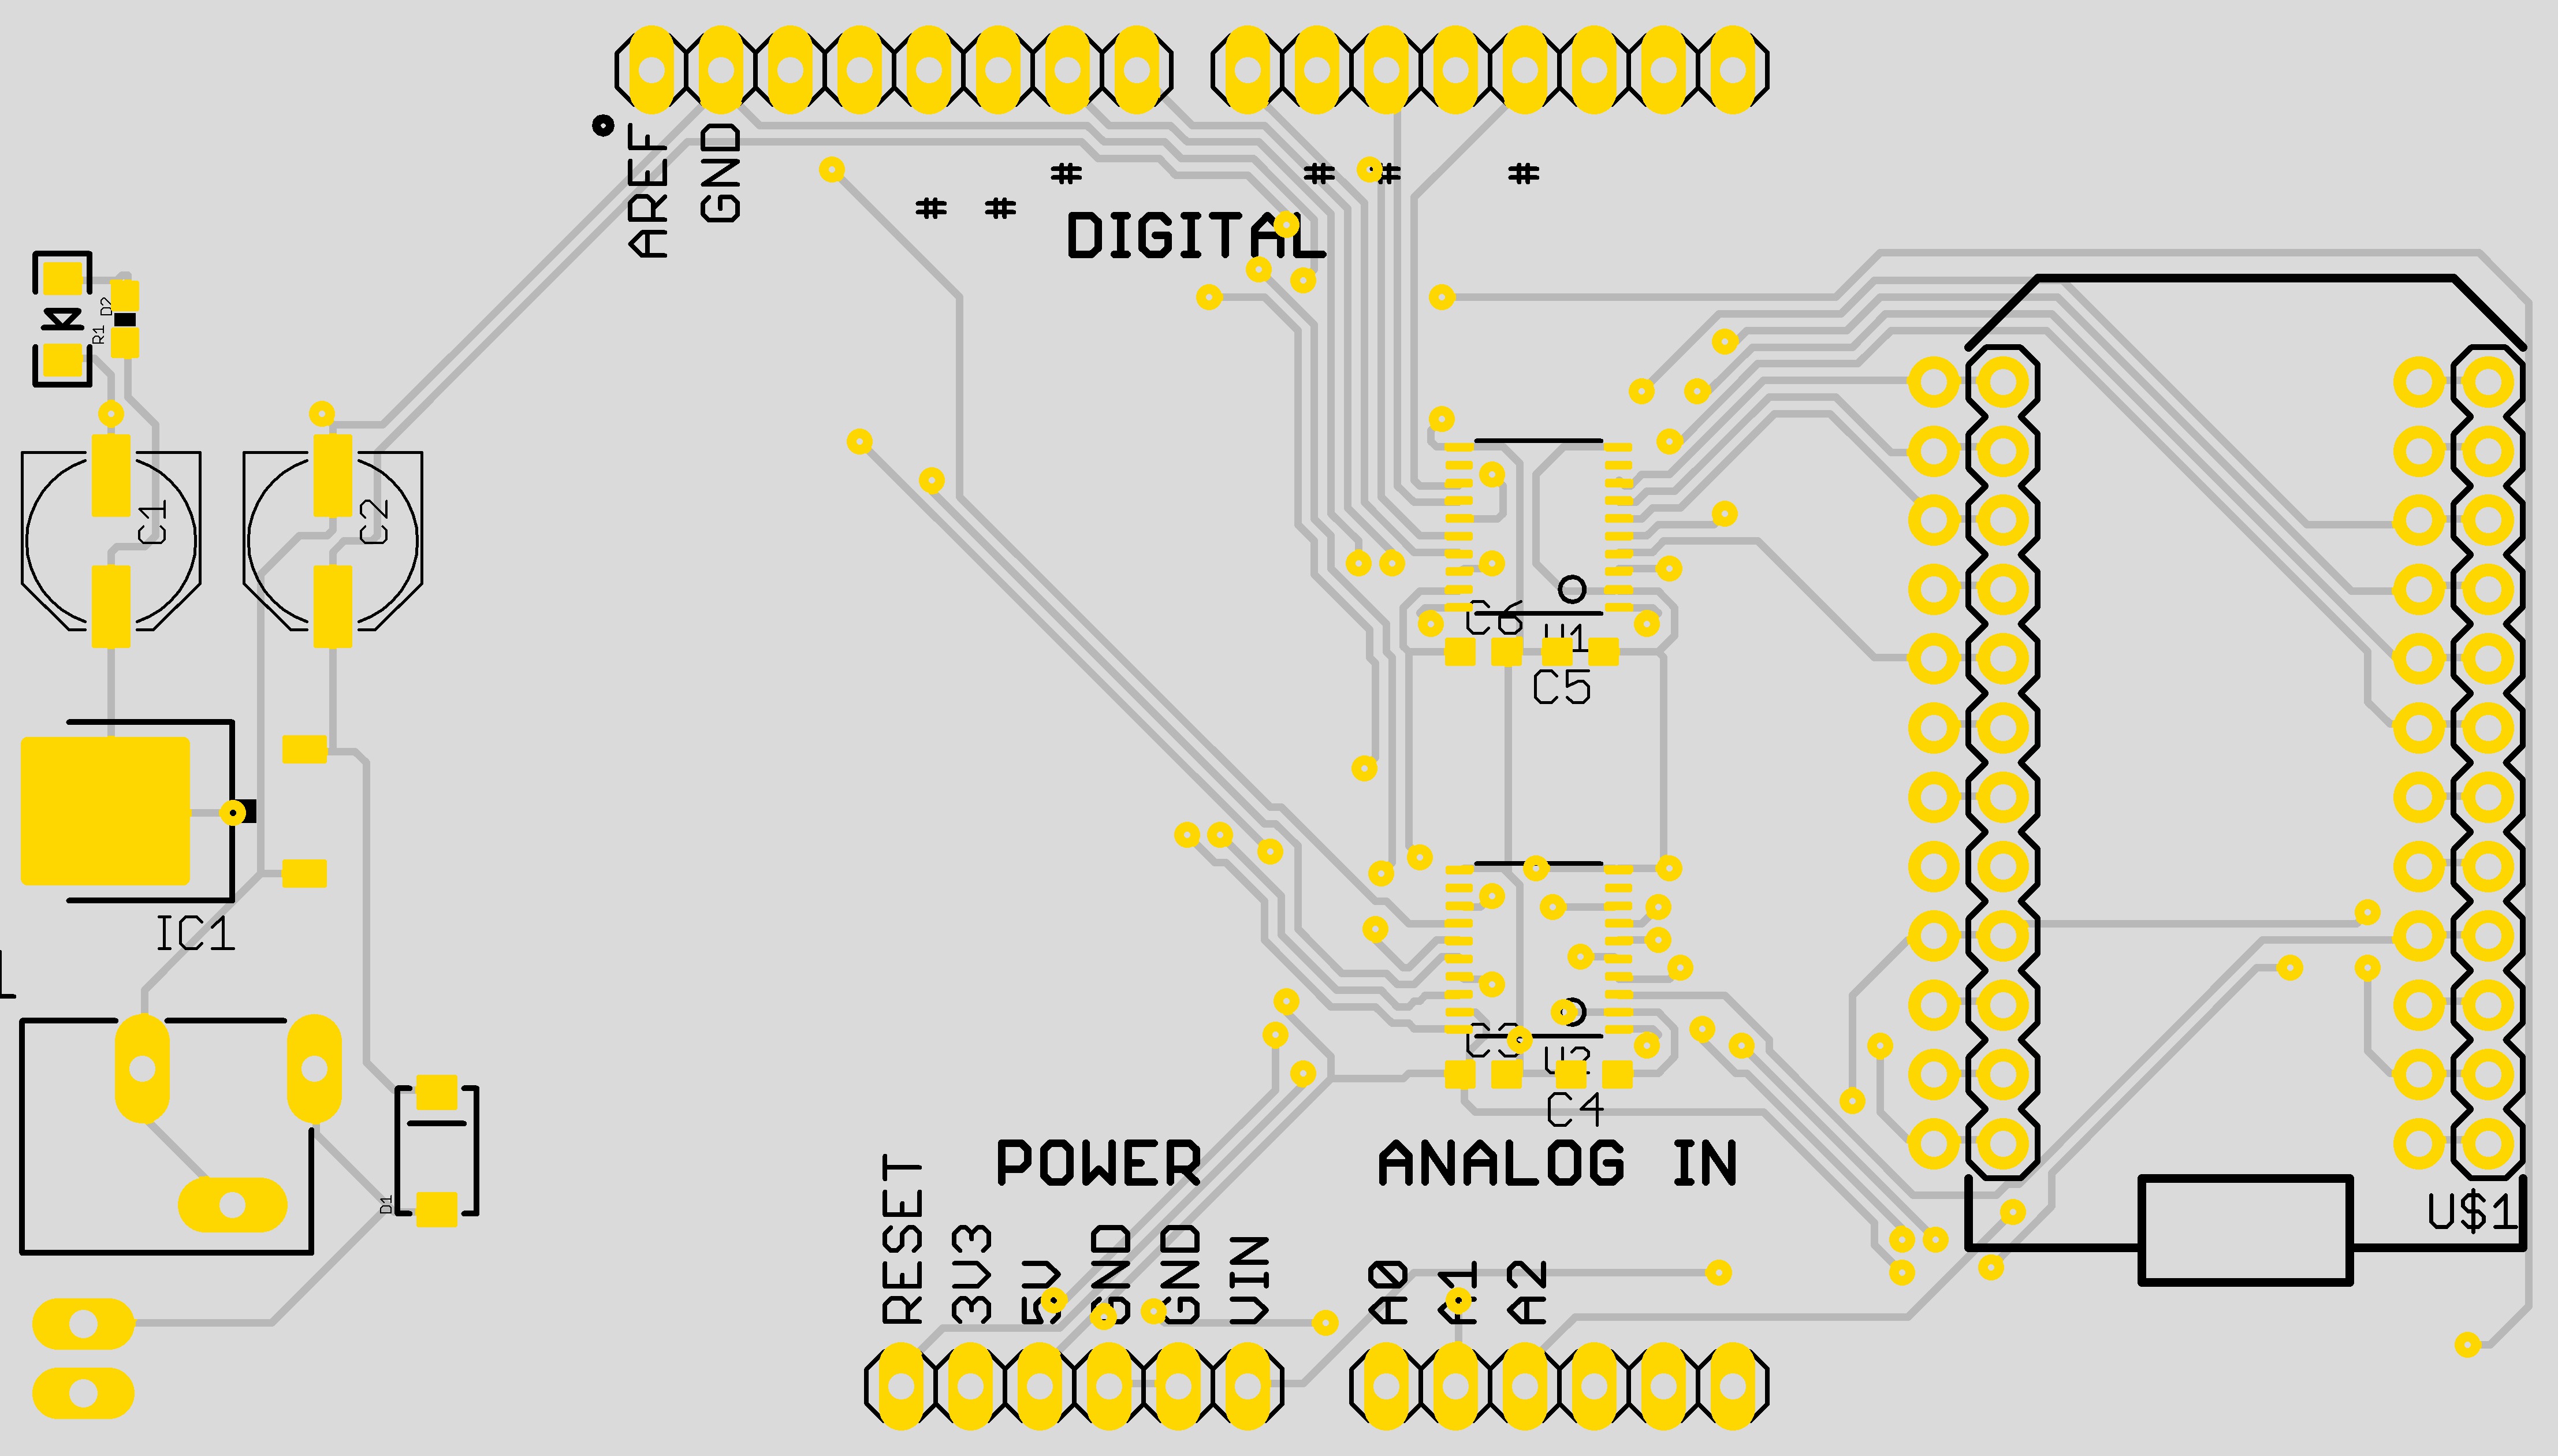 AREF
GND
#
#
#
#
#
#
DIGITAL
D2
R1
C1
C2
C6
U1
C5
IC1
C3
U2
C4
POWER
ANALOG IN
D1
RESET
3V3
5V
GND
GND
VIN
A0
A1
A2
U$1